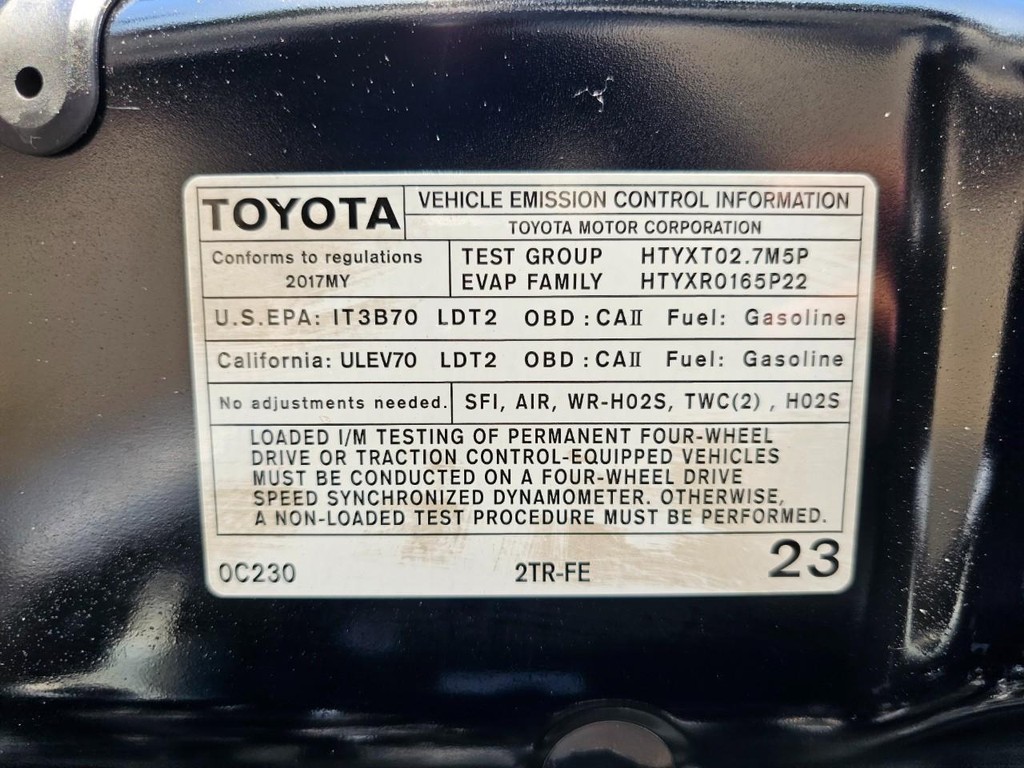 TOYOTA VEHICLE EMISSION CONTROL INFORMATION
TOYOTA MOTOR CORPORATION
Conforms to regulations
2017MY
TEST GROUP HTYXT02.7M5P
EVAP FAMILY HTYXR0165P22
U.S.EPA: IT3B70 LDT2 OBD:CAII Fuel: Gasoline
California: ULEV70 LDT2 OBD:CAII Fuel: Gasoline
No adjustments needed. SFI, AIR, WR-HO2S, TWC(2) , HO2S
LOADED I/M TESTING OF PERMANENT FOUR-WHEEL
DRIVE OR TRACTION CONTROL-EQUIPPED VEHICLES
MUST BE CONDUCTED ON A FOUR-WHEEL DRIVE
SPEED SYNCHRONIZED DYNAMOMETER. OTHERWISE,
A NON-LOADED TEST PROCEDURE MUST BE PERFORMED.
0C230 2TR-FE 23